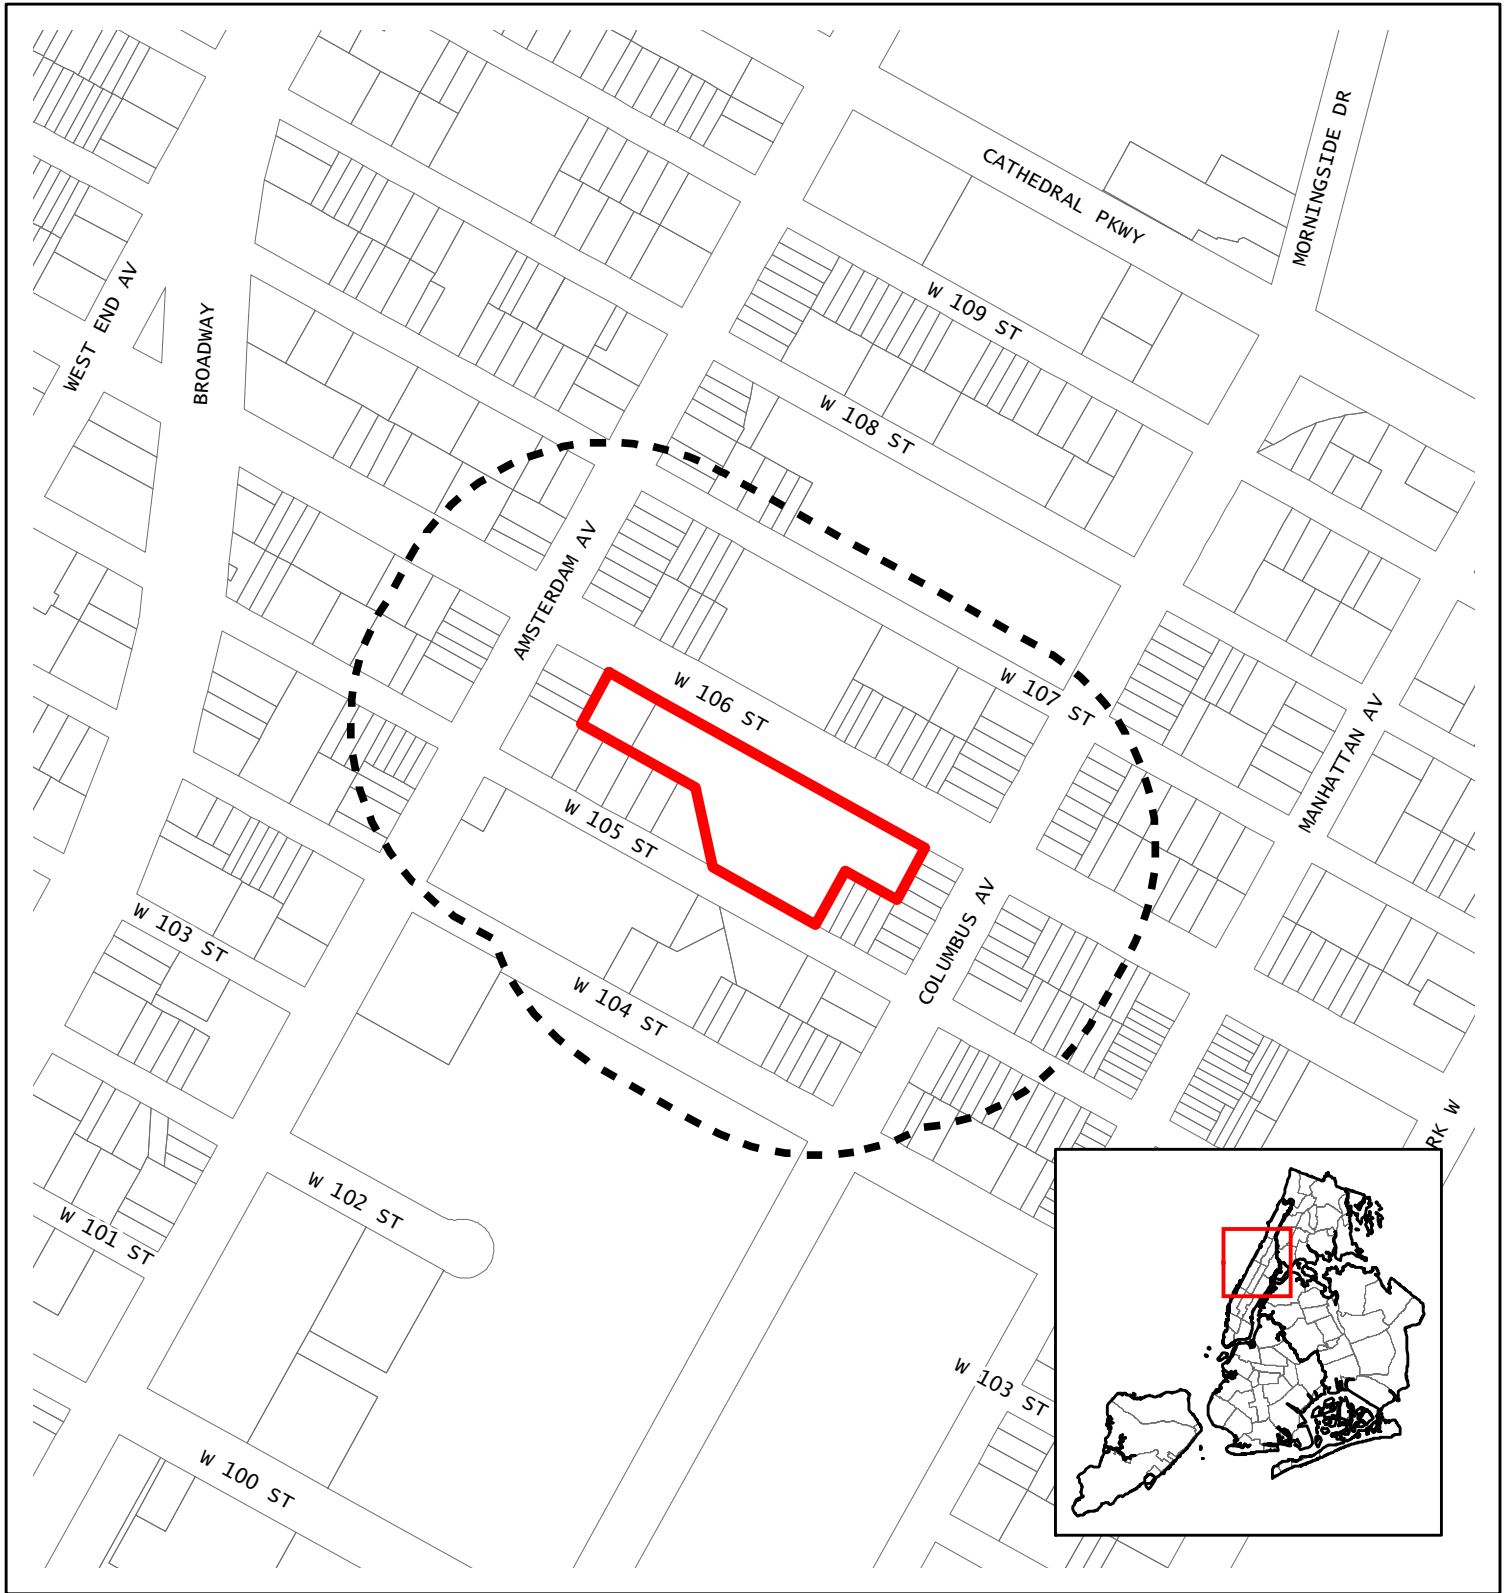 MORNINGSIDE DR
CATHEDRAL PKWY
WEST END AV
BROADWAY
W 109 ST
W 108 ST
AMSTERDAM AV
W 107 ST
W 106 ST
MANHATTAN AV
W 105 ST
COLUMBUS AV
W 103 ST
W 104 ST
RK W
W 102 ST
W 101 ST
W 103 ST
W 100 ST